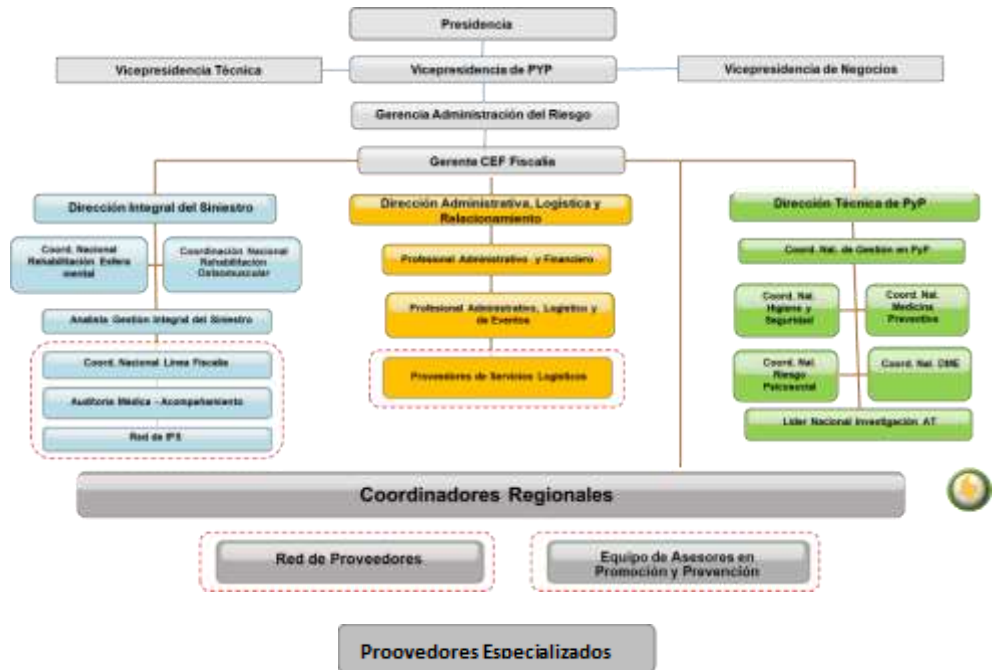 Presidencia
Vicepresidencia Técnica
Vicepresidencia de PYP
Vicepresidencia de Negocios
Gerencia Administración del Riesgo
Gerente CEF Fiscalía
Dirección Integral del Siniestro
Dirección Administrativa, Logística y
Relacionamiento
Dirección Técnica de PyP
Coord. Nacional
Rehabilitación Esfera
mental
Coordinación Nacional
Rehabilitación
Osteomuscular
Profesional Administrativo y Financiero
Coord. Nal. de Gestión en PyP
Analista Gestión Integral del Siniestro
Profesional Administrativo, Logístico y
de Eventos
Coord. Nal.
Higiene y
Seguridad
Coord. Nal.
Medicina
Preventiva
Coord. Nacional Línea Fiscalía
Proveedores de Servicios Logísticos
Coord. Nal.
Riesgo
Psicosocial
Coord. Nal. DME
Auditoría Médica - Acompañamiento
Líder Nacional Investigación AT
Red de IPS
Coordinadores Regionales
Red de Proveedores
Equipo de Asesores en
Promoción y Prevención
Proovedores Especializados